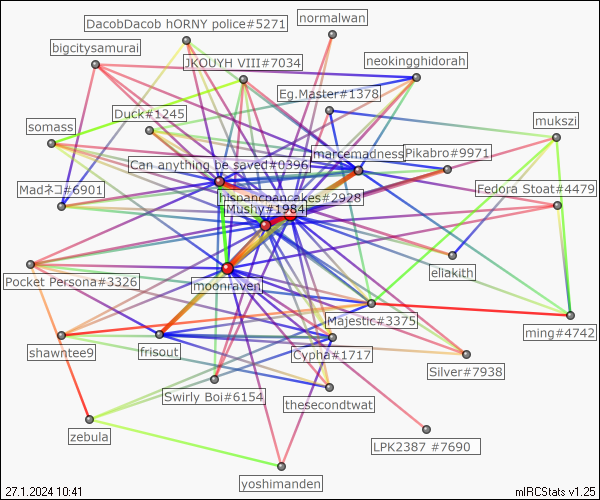 DacobDacob hORNY police#5271
normalwan
bigcitysamurai
JKOUYH VIII#7034
neokingghidorah
Eg.Master#1378
Duck#1245
mukszi
somass
marcemadness
Pikabro#9971
Can anything be saved#0396
Madネコ#6901
Fedora Stoat#4479
hispanicpancakes#2928
Mushy#1984
eliakith
Pocket Persona#3326
moonraven
Majestic#3375
ming#4742
shawntee9
frisout
Cypha#1717
Silver#7938
Swirly Boi#6154
thesecondtwat
zebula
LPK2387 #7690
yoshimanden
27.1.2024 10:41
mIRCStats v1.25